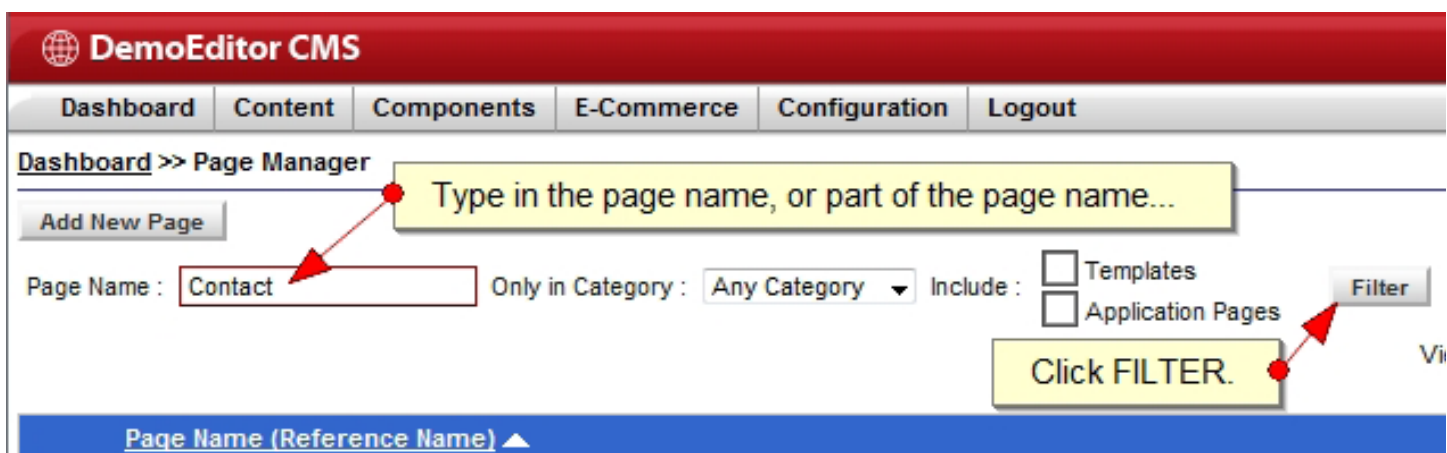 DemoEditor CMS
Dashboard Content Components E-Commerce Configuration Logout
Dashboard >> Page Manager
Type in the page name, or part of the page name...
Add New Page
Page Name : Contact Only in Category : Any Category Include : Templates
Application Pages
Filter
Click FILTER.
Page Name (Reference Name)